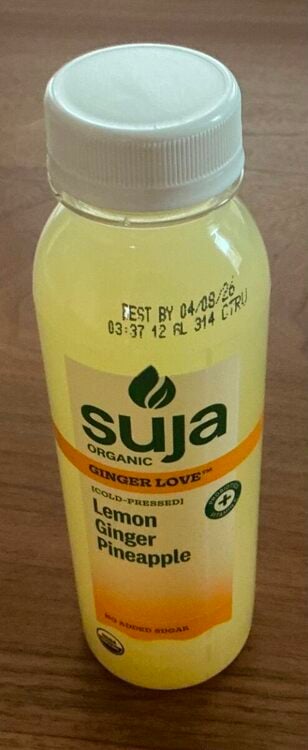 BEST BY 04/08/26
03:37 12 AL 314 CTRU
suja
ORGANIC
GINGER LOVE™
[COLD-PRESSED]
Lemon
Ginger
Pineapple
NO ADDED SUGAR